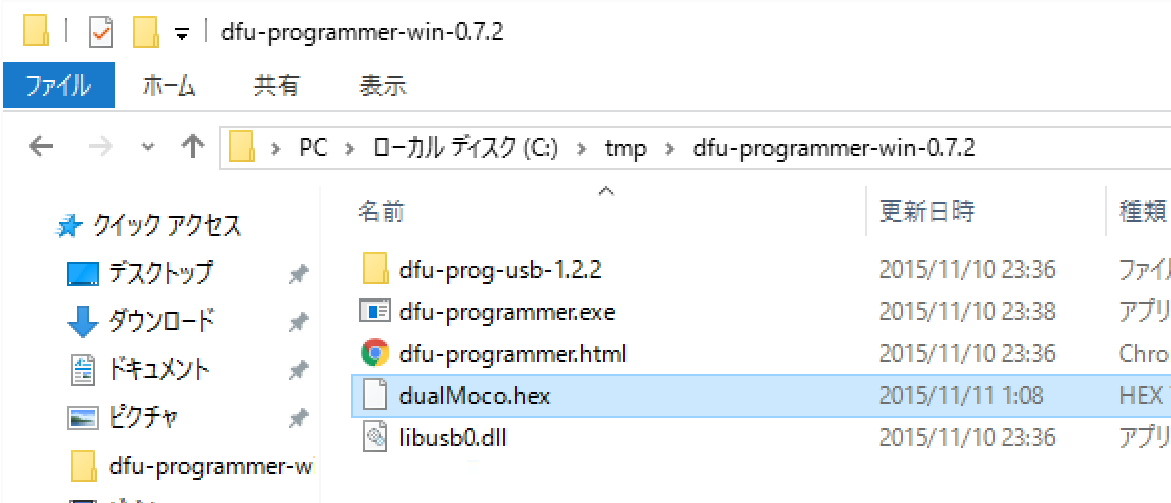 dfu-programmer-win-0.7.2
ファイル ホーム 共有 表示
PC ローカル ディスク (C:) tmp dfu-programmer-win-0.7.2
名前 更新日時 種類
クイック アクセス
デスクトップ
ダウンロード
ドキュメント
ピクチャ
dfu-programmer-w
dfu-prog-usb-1.2.2 2015/11/10 23:36 ファイル
dfu-programmer.exe 2015/11/10 23:38 アプリ
dfu-programmer.html 2015/11/10 23:36 Chro
dualMoco.hex 2015/11/11 1:08 HEX
libusb0.dll 2015/11/10 23:36 アプリ